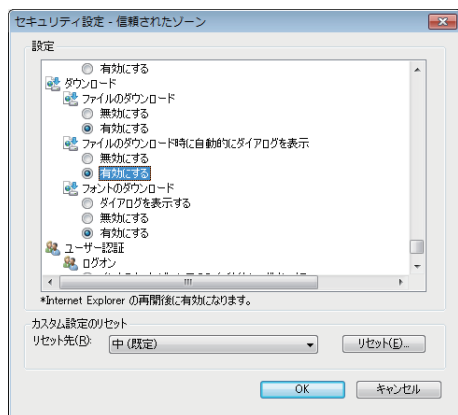 セキュリティ設定 - 信頼されたゾーン
設定
有効にする
ダウンロード
ファイルのダウンロード
無効にする
有効にする
ファイルのダウンロード時に自動的にダイアログを表示
無効にする
有効にする
フォントのダウンロード
ダイアログを表示する
無効にする
有効にする
ユーザー認証
ログオン
*Internet Explorer の再開後に有効になります。
カスタム設定のリセット
リセット先(R):
中 (既定)
リセット(E)...
OK
キャンセル